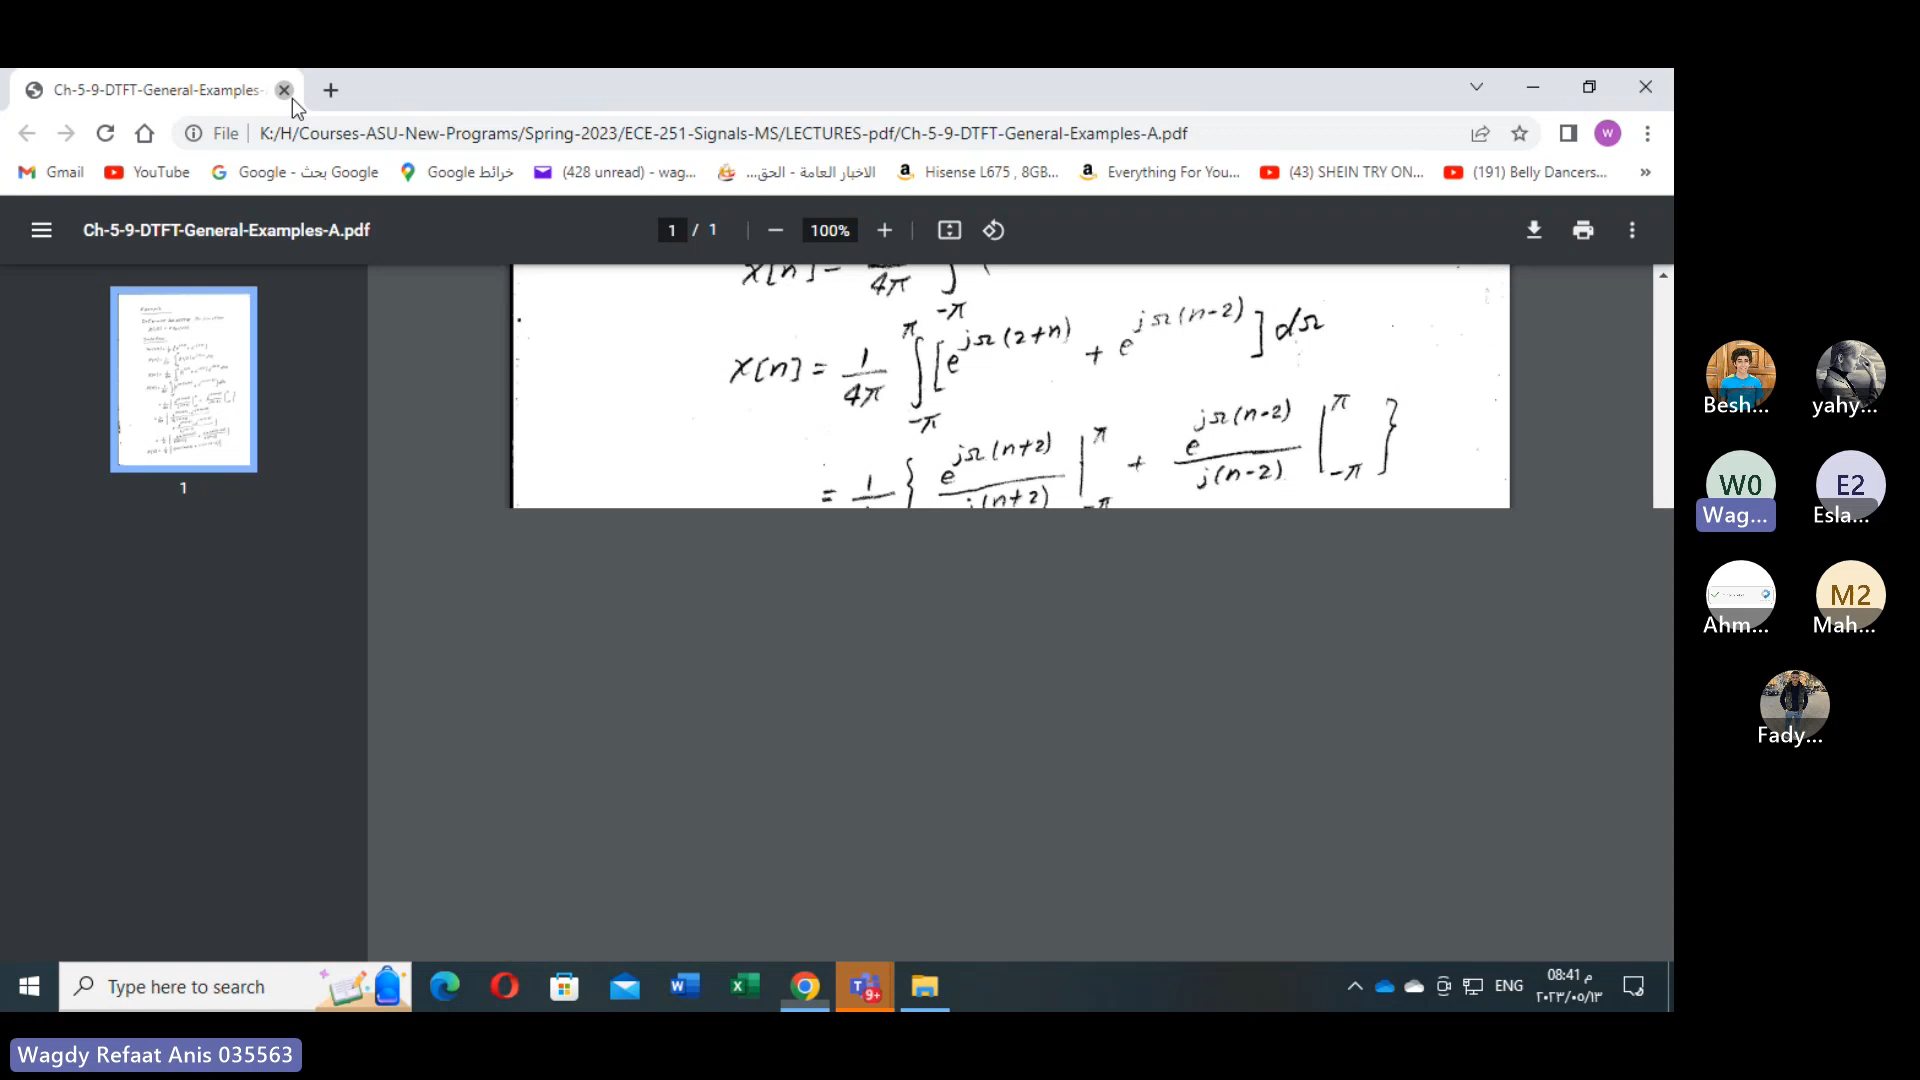 Ch-5-9-DTFT-General-Examples-
File K:/H/Courses-ASU-New-Programs/Spring-2023/ECE-251-Signals-MS/LECTURES-pdf/Ch-5-9-DTFT-General-Examples-A.pdf
W
Gmail YouTube Google - بحث Google خرائط Google (428 unread) - wag... الاخبار العامة - الحق... Hisense L675 , 8GB... Everything For You... (43) SHEIN TRY ON... (191) Belly Dancers... »
Ch-5-9-DTFT-General-Examples-A.pdf 1 / 1 100%
x[n] = 4π ∫ -π
x[n] = 1/4π ∫_{-π}^{π} [e^{jΩ(2+n)} + e^{jΩ(n-2)}] dΩ
= 1 { e^{jΩ(n+2)}/j(n+2) |_{-π}^{π} + e^{jΩ(n-2)}/j(n-2) |_{-π}^{π} }
1
Besh... yahy...
W0 E2
Wag... Esla...
M2
Ahm... Mah...
Fady...
Type here to search
9+
ENG
08:41 م
٢٠٢٣/٠٥/١٣
Wagdy Refaat Anis 035563